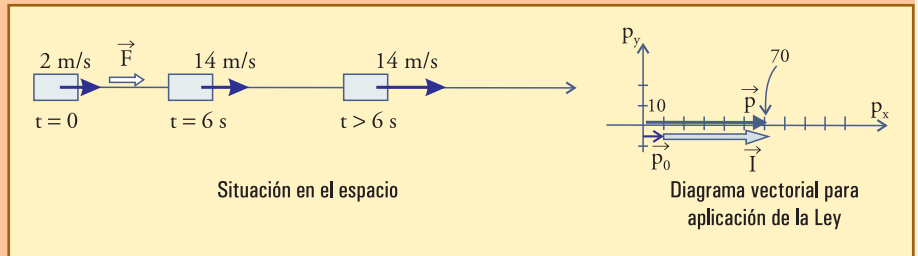 2 m/s F 14 m/s 14 m/s
t = 0 t = 6 s t > 6 s
Situación en el espacio
p_y
70
10 p p_x
p_0 I
Diagrama vectorial para
aplicación de la Ley